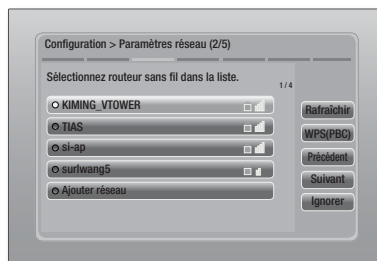 Configuration > Paramètres réseau (2/5)
Sélectionnez routeur sans fil dans la liste.
1/4
KIMING_VTOWER
TIAS
si-ap
surlwang5
Ajouter réseau
Rafraîchir
WPS(PBC)
Précédent
Suivant
Ignorer